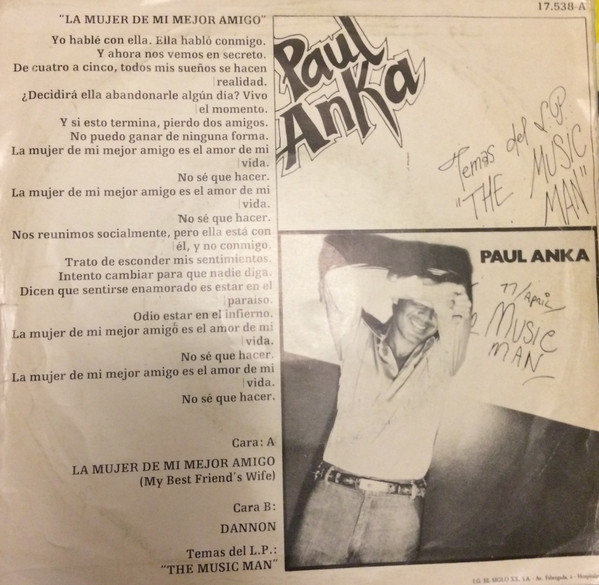 "LA MUJER DE MI MEJOR AMIGO"
Yo hablé con ella. Ella habló conmigo.
Y ahora nos vemos en secreto.
De cuatro a cinco, todos mis sueños se hacen
realidad.
¿Decidirá ella abandonarle algún día? Vivo
el momento.
Y si esto termina, pierdo dos amigos.
No puedo ganar de ninguna forma.
La mujer de mi mejor amigo es el amor de mi
vida.
No sé que hacer.
La mujer de mi mejor amigo es el amor de mi
vida.
No sé que hacer.
Nos reunimos socialmente, pero ella está con
él, y no conmigo.
Trato de esconder mis sentimientos.
Intento cambiar para que nadie diga.
Dicen que sentirse enamorado es estar en el
paraiso.
Odio estar en el infierno.
La mujer de mi mejor amigo es el amor de mi
vida.
No sé que hacer.
La mujer de mi mejor amigo es el amor de mi
vida.
No sé que hacer.
Cara: A
LA MUJER DE MI MEJOR AMIGO
(My Best Friend's Wife)
Cara B:
DANNON
Temas del L.P.:
"THE MUSIC MAN"
17.538-A
Paul
Anka
Temas del LP
"THE MUSIC
MAN"
PAUL ANKA
77/April
MUSIC
MAN